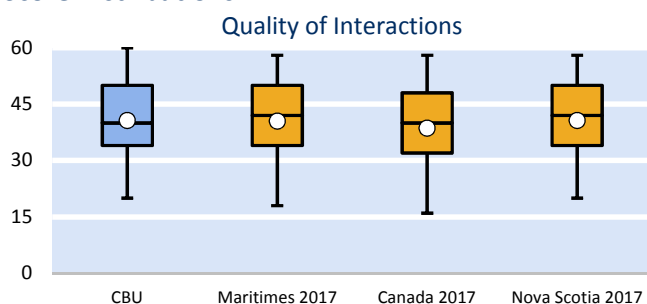 Quality of Interactions
60
45
30
15
0
CBU
Maritimes 2017
Canada 2017
Nova Scotia 2017